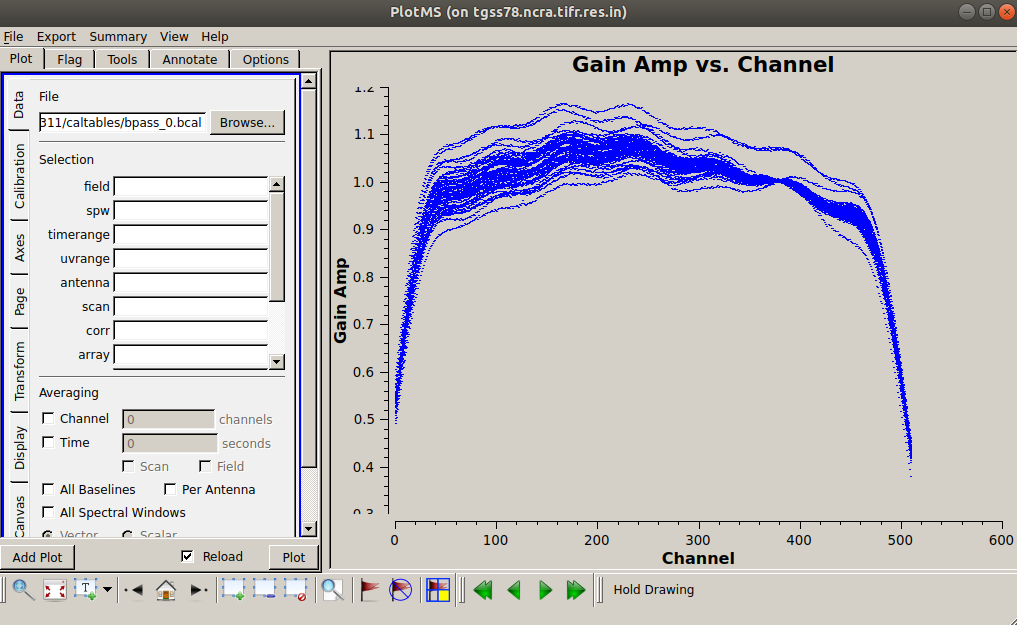 PlotMS (on tgss78.ncra.tifr.res.in)
File Export Summary View Help
Plot Flag Tools Annotate Options
Data
Calibration
Axes
Page
Transform
Display
Canvas
File
311/caltables/bpass_0.bcal Browse...
Selection
field
spw
timerange
uvrange
antenna
scan
corr
array
Averaging
Channel 0 channels
Time 0 seconds
Scan Field
All Baselines Per Antenna
All Spectral Windows
Vector Scalar
Add Plot Reload Plot
Gain Amp vs. Channel
Gain Amp
1.2
1.1
1.0
0.9
0.8
0.7
0.6
0.5
0.4
0.3
0 100 200 300 400 500 600
Channel
T
Hold Drawing